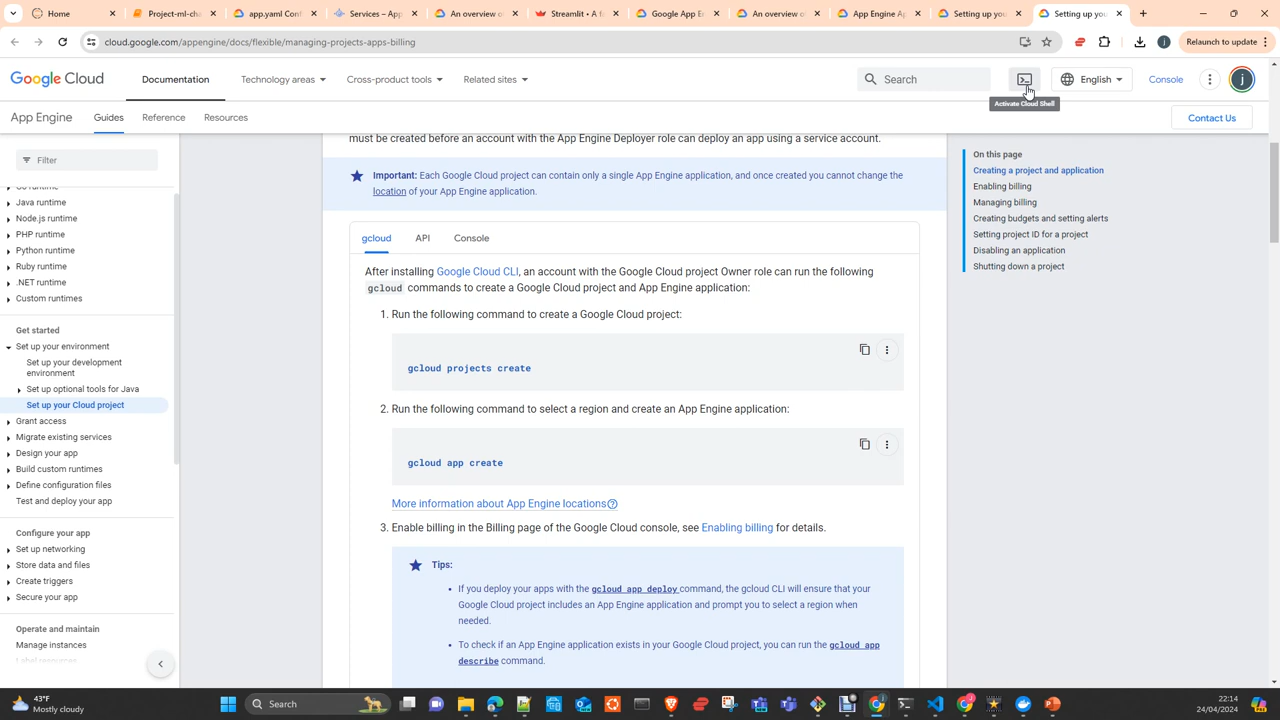 Home
Project-ml-cha
app.yaml Conf
Services – App
An overview o
Streamlit • A f
Google App E
An overview o
App Engine Ap
Setting up you
Setting up you
cloud.google.com/appengine/docs/flexible/managing-projects-apps-billing
j
Relaunch to update
Google Cloud
Documentation
Technology areas
Cross-product tools
Related sites
Search
English
Console
j
Activate Cloud Shell
App Engine
Guides
Reference
Resources
Contact Us
Filter
Java runtime
Node.js runtime
PHP runtime
Python runtime
Ruby runtime
.NET runtime
Custom runtimes
Get started
Set up your environment
Set up your development
environment
Set up optional tools for Java
Set up your Cloud project
Grant access
Migrate existing services
Design your app
Build custom runtimes
Define configuration files
Test and deploy your app
Configure your app
Set up networking
Store data and files
Create triggers
Secure your app
Operate and maintain
Manage instances
Label resources
must be created before an account with the App Engine Deployer role can deploy an app using a service account.
Important: Each Google Cloud project can contain only a single App Engine application, and once created you cannot change the
location of your App Engine application.
gcloud
API
Console
After installing Google Cloud CLI, an account with the Google Cloud project Owner role can run the following
gcloud commands to create a Google Cloud project and App Engine application:
1. Run the following command to create a Google Cloud project:
gcloud projects create
2. Run the following command to select a region and create an App Engine application:
gcloud app create
More information about App Engine locations
3. Enable billing in the Billing page of the Google Cloud console, see Enabling billing for details.
Tips:
• If you deploy your apps with the gcloud app deploy command, the gcloud CLI will ensure that your
Google Cloud project includes an App Engine application and prompt you to select a region when
needed.
• To check if an App Engine application exists in your Google Cloud project, you can run the gcloud app
describe command.
On this page
Creating a project and application
Enabling billing
Managing billing
Creating budgets and setting alerts
Setting project ID for a project
Disabling an application
Shutting down a project
43°F
Mostly cloudy
Search
22:14
24/04/2024